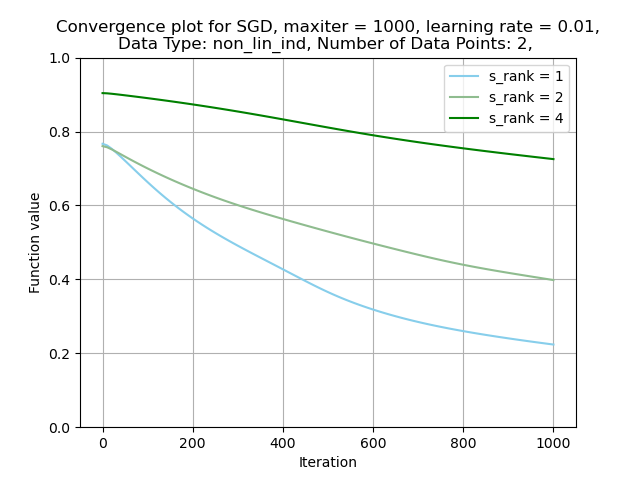 Convergence plot for SGD, maxiter = 1000, learning rate = 0.01,
Data Type: non_lin_ind, Number of Data Points: 2,
s_rank = 1
s_rank = 2
s_rank = 4
Function value
1.0
0.8
0.6
0.4
0.2
0.0
0 200 400 600 800 1000
Iteration